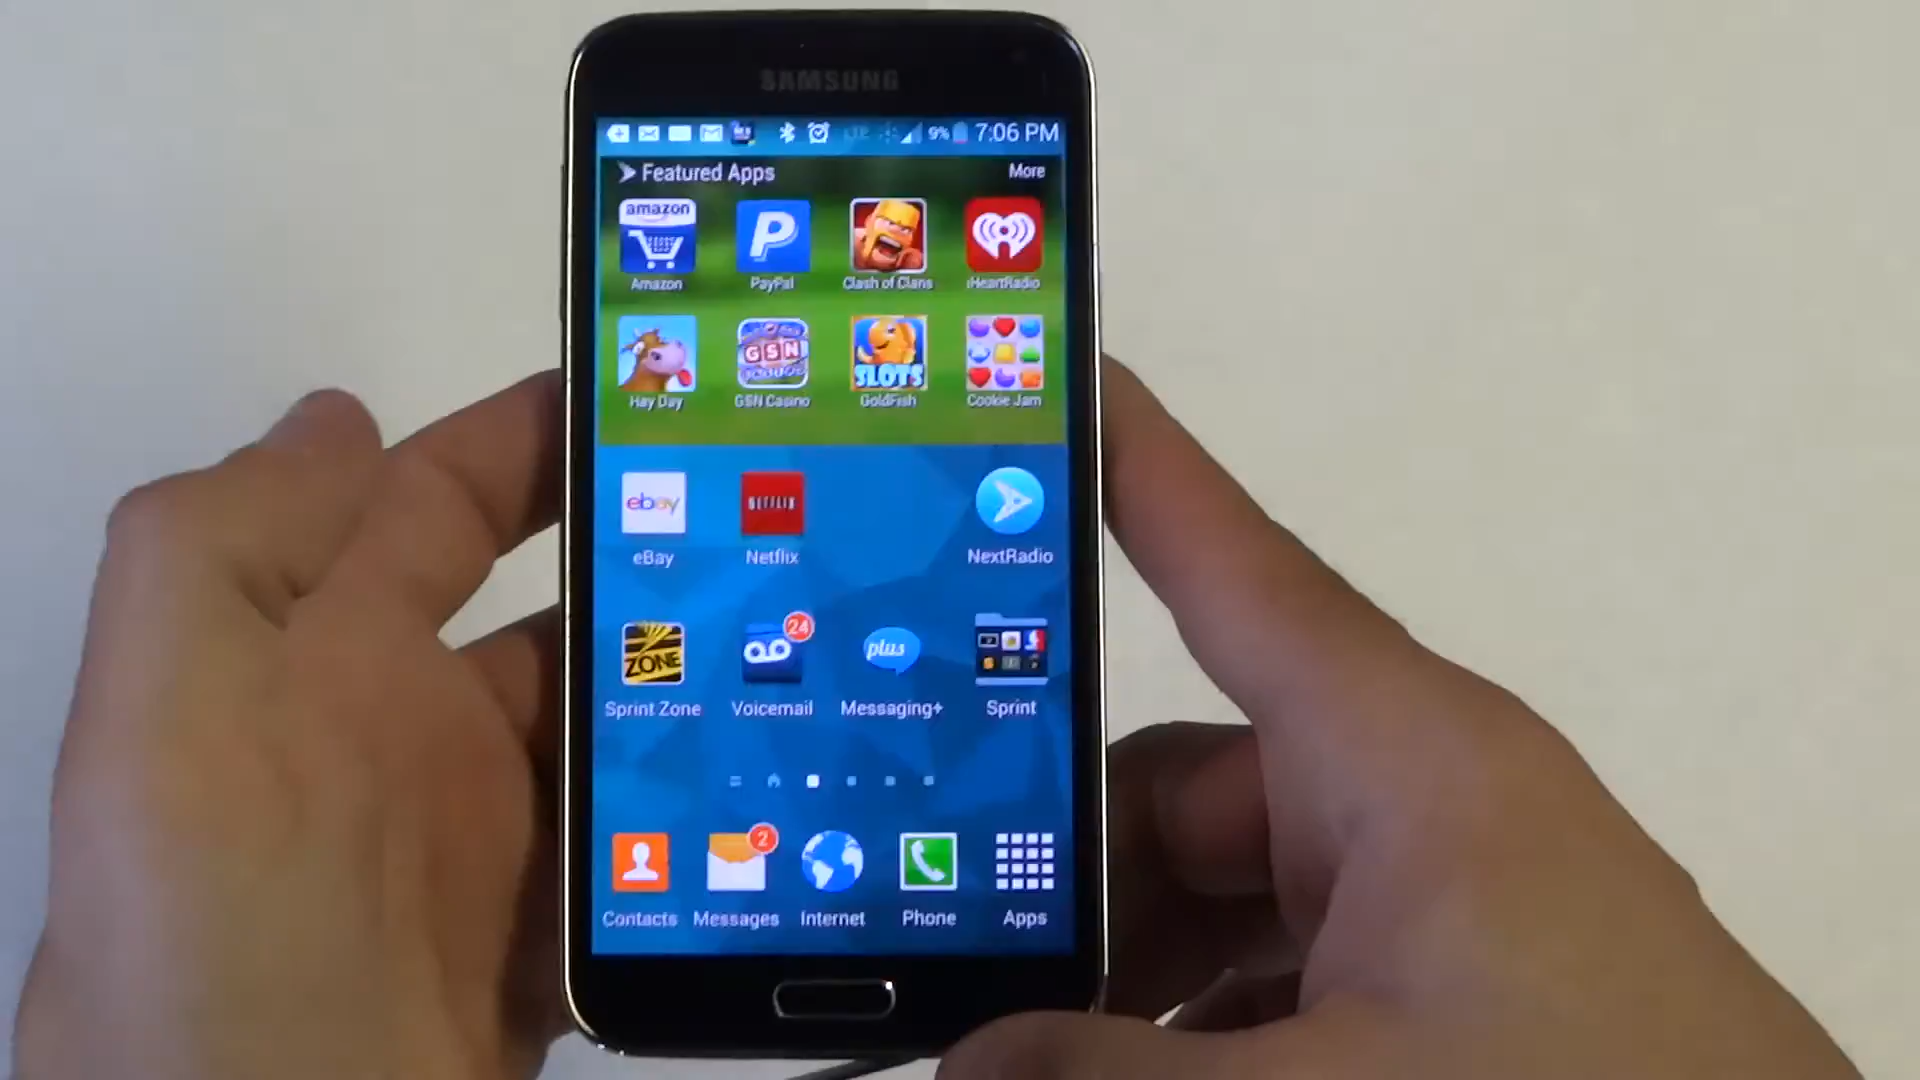 SAMSUNG
9% 7:06 PM
Featured Apps More
amazon P
Amazon PayPal Clash of Clans iHeartRadio
GSN SLOTS
Hay Day GSN Casino GoldFish Cookie Jam
ebay NETFLIX
eBay Netflix NextRadio
ZONE 24 plus
Sprint Zone Voicemail Messaging+ Sprint
2
Contacts Messages Internet Phone Apps